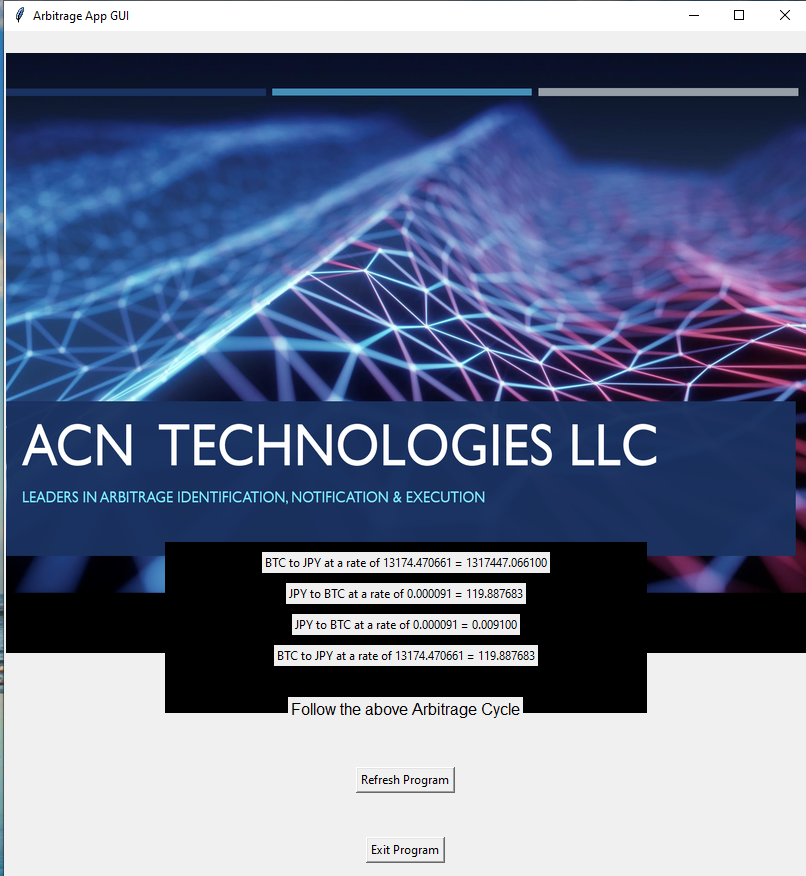 Arbitrage App GUI
ACN TECHNOLOGIES LLC
LEADERS IN ARBITRAGE IDENTIFICATION, NOTIFICATION & EXECUTION
BTC to JPY at a rate of 13174.470661 = 1317447.066100
JPY to BTC at a rate of 0.000091 = 119.887683
JPY to BTC at a rate of 0.000091 = 0.009100
BTC to JPY at a rate of 13174.470661 = 119.887683
Follow the above Arbitrage Cycle
Refresh Program
Exit Program